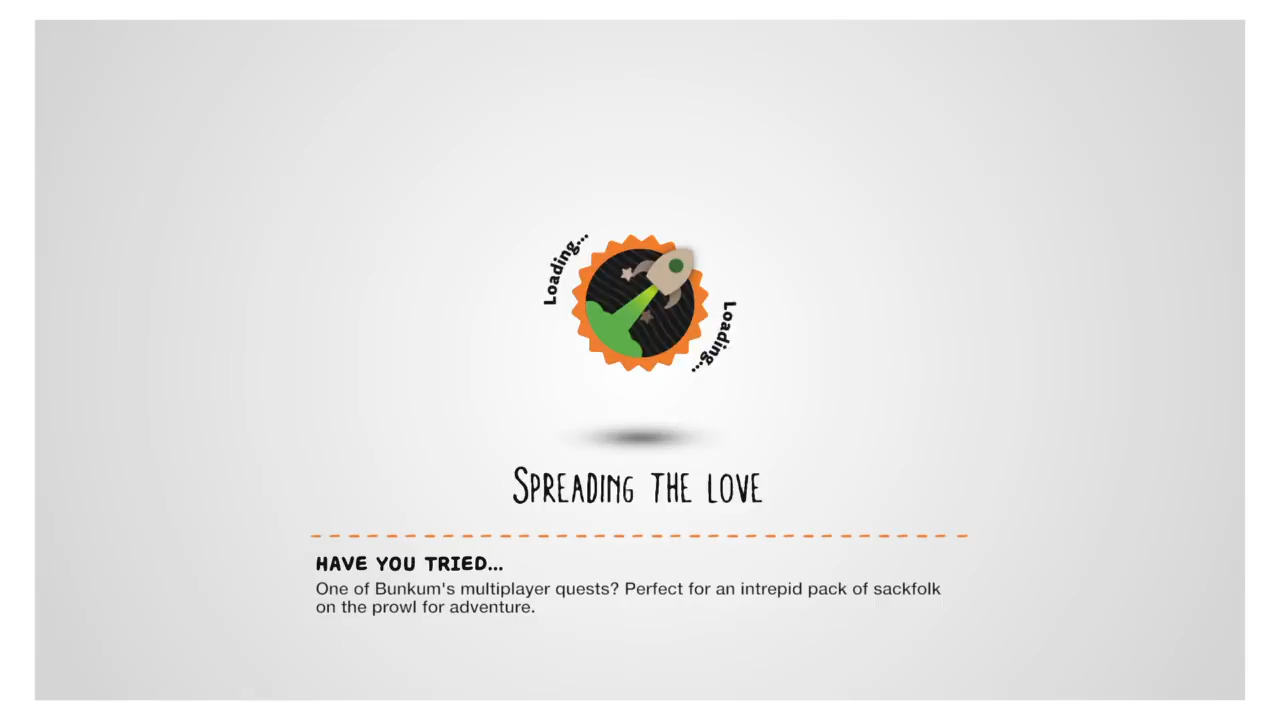 Loading...
Loading...
SPREADING THE LOVE
HAVE YOU TRIED...
One of Bunkum's multiplayer quests? Perfect for an intrepid pack of sackfolk
on the prowl for adventure.